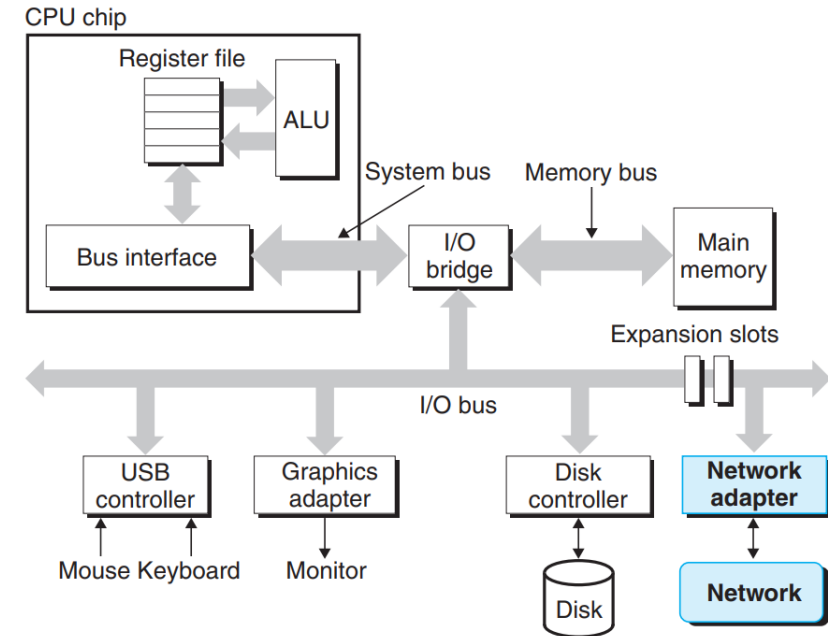 CPU chip
Register file
ALU
System bus
Memory bus
Bus interface
I/O
bridge
Main
memory
Expansion slots
I/O bus
USB
controller
Graphics
adapter
Disk
controller
Network
adapter
Mouse Keyboard
Monitor
Disk
Network